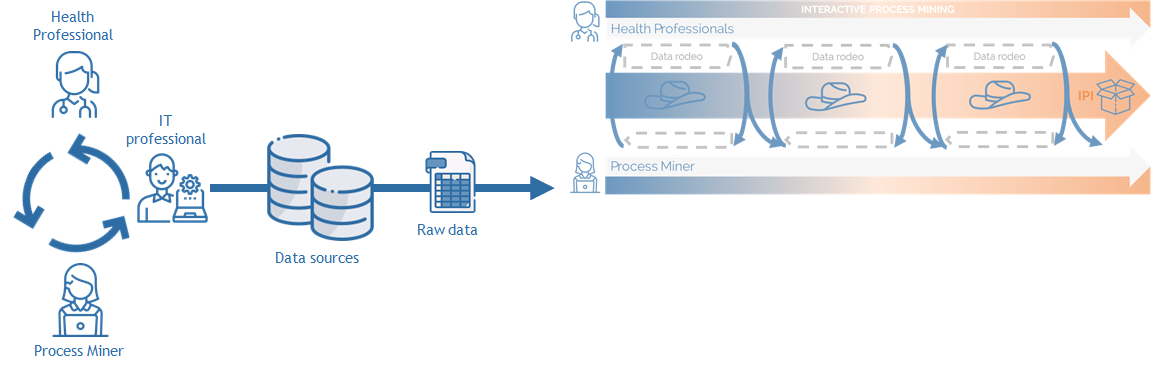 Health
Professional
IT
professional
Process Miner
Data sources
Raw data
INTERACTIVE PROCESS MINING
Health Professionals
Data rodeo
Data rodeo
Data rodeo
IPI
Process Miner